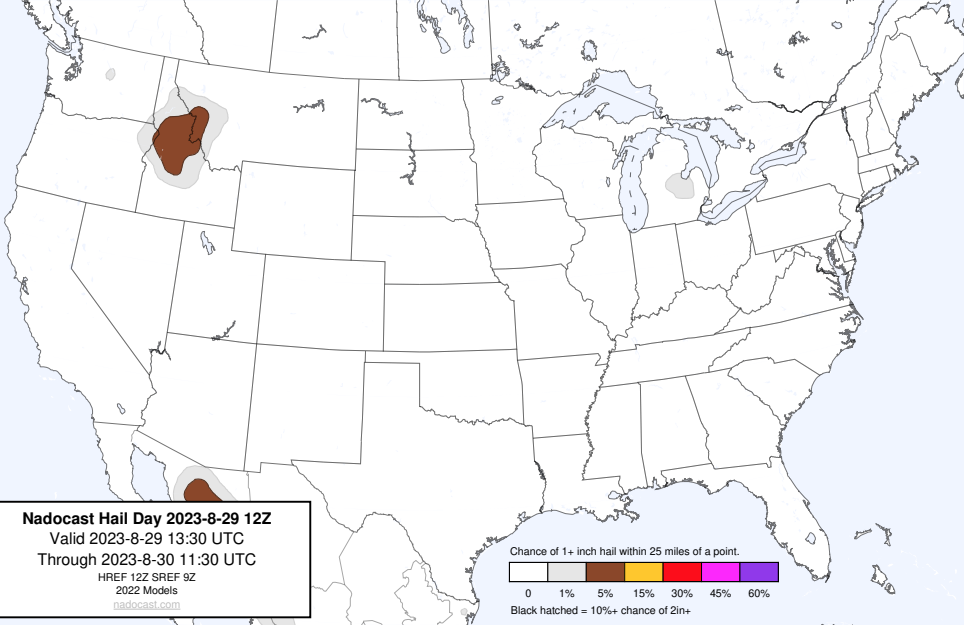 Nadocast Hail Day 2023-8-29 12Z
Valid 2023-8-29 13:30 UTC
Through 2023-8-30 11:30 UTC
HREF 12Z SREF 9Z
2022 Models
nadocast.com
Chance of 1+ inch hail within 25 miles of a point.
0 1% 5% 15% 30% 45% 60%
Black hatched = 10%+ chance of 2in+